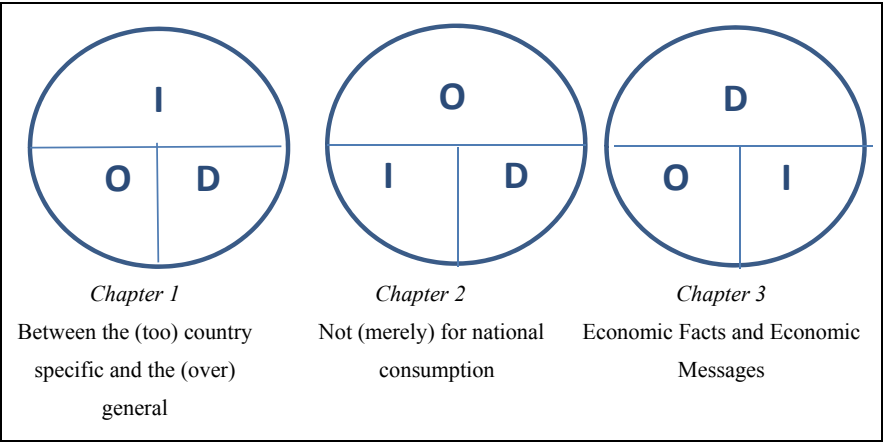 I
O D
O
I D
D
O I
Chapter 1
Between the (too) country
specific and the (over)
general
Chapter 2
Not (merely) for national
consumption
Chapter 3
Economic Facts and Economic
Messages